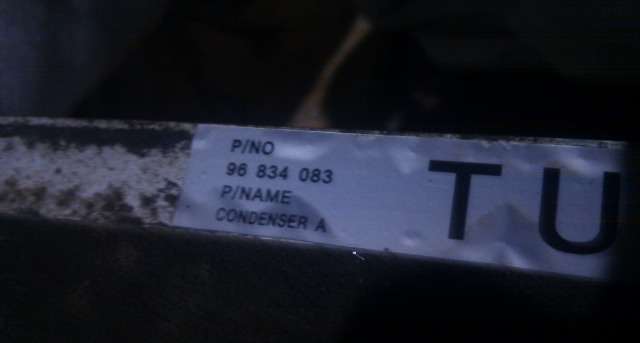 P/NO
96 834 083
P/NAME
CONDENSER A
TU